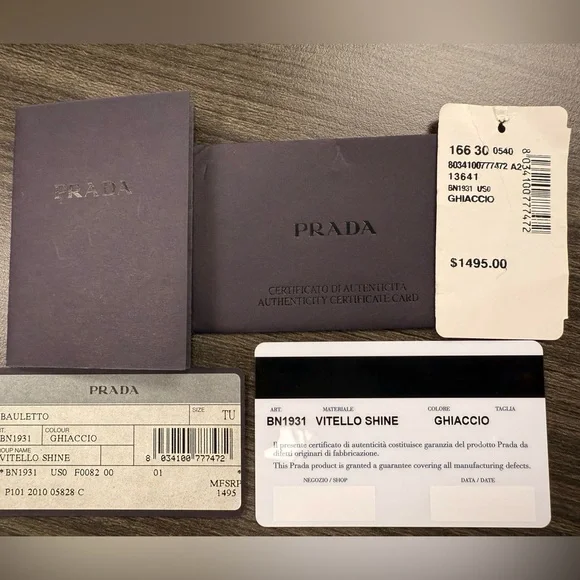 PRADA
PRADA
CERTIFICATO DI AUTENTICITÀ
AUTHENTICITY CERTIFICATE CARD
166 30 0540
8034100777472
13641
BN1931 US0
GHIACCIO
$1495.00
8034100777472
PRADA
BAULETTO
SIZE TU
ART. COLOUR
BN1931 GHIACCIO
GROUP NAME
VITELLO SHINE
8 034100 777472
*BN1931 US0 F0082 00 01 *
MFSRP
P101 2010 05828 C 1495
ART. MATERIALE COLORE TAGLIA
BN1931 VITELLO SHINE GHIACCIO
Il presente certificato di autenticità costituisce garanzia del prodotto Prada da
difetti originari di fabbricazione.
This Prada product is granted a guarantee covering all manufacturing defects.
NEGOZIO / SHOP DATA / DATE